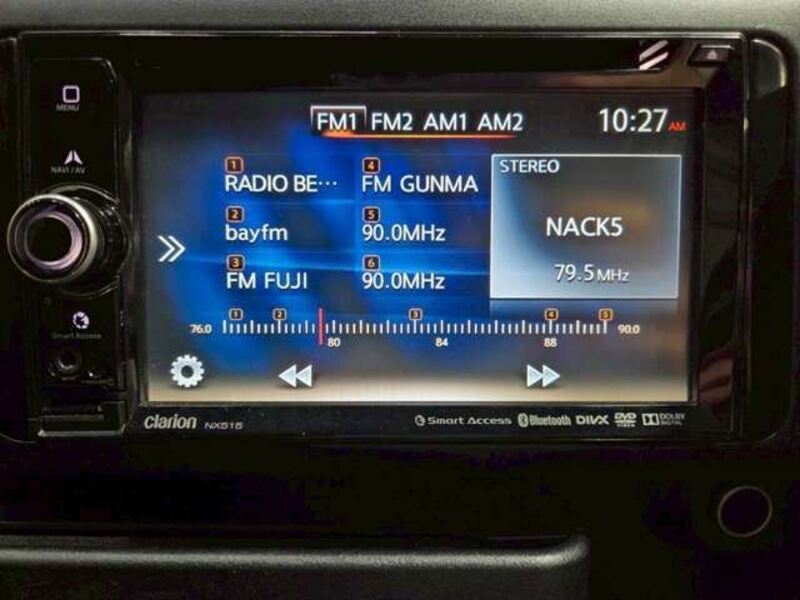 MENU
NAVI/AV
Smart Access
FM1 FM2 AM1 AM2
10:27 AM
1
RADIO BE…
4
FM GUNMA
2
bayfm
5
90.0MHz
3
FM FUJI
6
90.0MHz
STEREO
NACK5
79.5 MHz
1 2 3 4 5
76.0 80 84 88 90.0
clarion NX515
Smart Access Bluetooth DIVX DVD VIDEO DOLBY DIGITAL